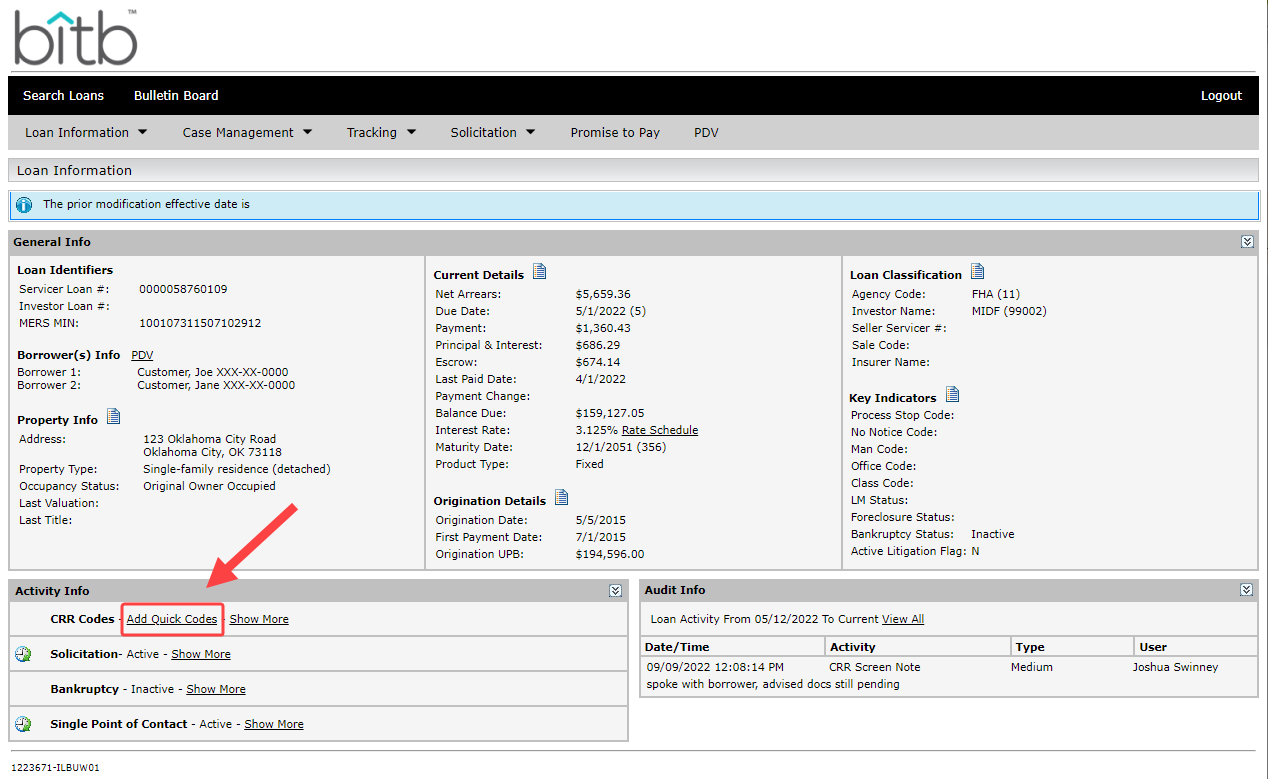 bitb™
Search Loans Bulletin Board Logout
Loan Information Case Management Tracking Solicitation Promise to Pay PDV
Loan Information
The prior modification effective date is
General Info
Loan Identifiers
Servicer Loan #: 0000058760109
Investor Loan #:
MERS MIN: 100107311507102912
Borrower(s) Info PDV
Borrower 1: Customer, Joe XXX-XX-0000
Borrower 2: Customer, Jane XXX-XX-0000
Property Info
Address: 123 Oklahoma City Road
Oklahoma City, OK 73118
Property Type: Single-family residence (detached)
Occupancy Status: Original Owner Occupied
Last Valuation:
Last Title:
Current Details
Net Arrears: $5,659.36
Due Date: 5/1/2022 (5)
Payment: $1,360.43
Principal & Interest: $686.29
Escrow: $674.14
Last Paid Date: 4/1/2022
Payment Change:
Balance Due: $159,127.05
Interest Rate: 3.125% Rate Schedule
Maturity Date: 12/1/2051 (356)
Product Type: Fixed
Origination Details
Origination Date: 5/5/2015
First Payment Date: 7/1/2015
Origination UPB: $194,596.00
Loan Classification
Agency Code: FHA (11)
Investor Name: MIDF (99002)
Seller Servicer #:
Sale Code:
Insurer Name:
Key Indicators
Process Stop Code:
No Notice Code:
Man Code:
Office Code:
Class Code:
LM Status:
Foreclosure Status:
Bankruptcy Status: Inactive
Active Litigation Flag: N
Activity Info
CRR Codes - Add Quick Codes Show More
Solicitation- Active - Show More
Bankruptcy - Inactive - Show More
Single Point of Contact - Active - Show More
Audit Info
Loan Activity From 05/12/2022 To Current View All
Date/Time Activity Type User
09/09/2022 12:08:14 PM CRR Screen Note Medium Joshua Swinney
spoke with borrower, advised docs still pending
1223671-ILBUW01